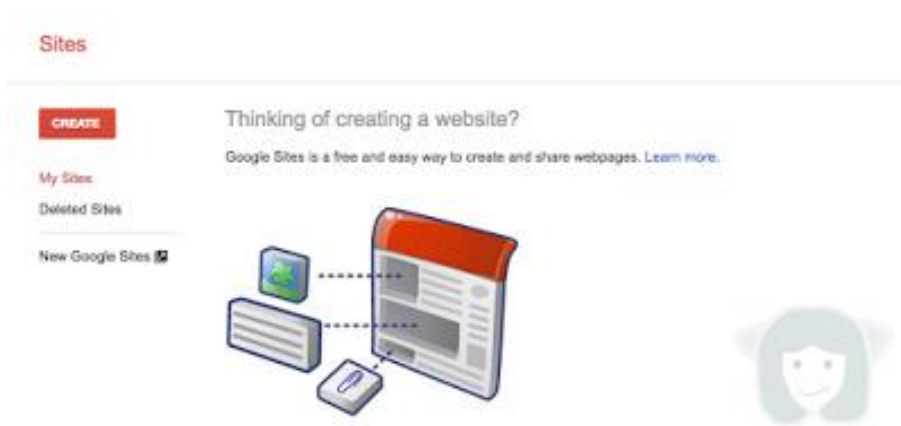 Sites
CREATE
Thinking of creating a website?
Google Sites is a free and easy way to create and share webpages. Learn more.
My Sites
Deleted Sites
New Google Sites